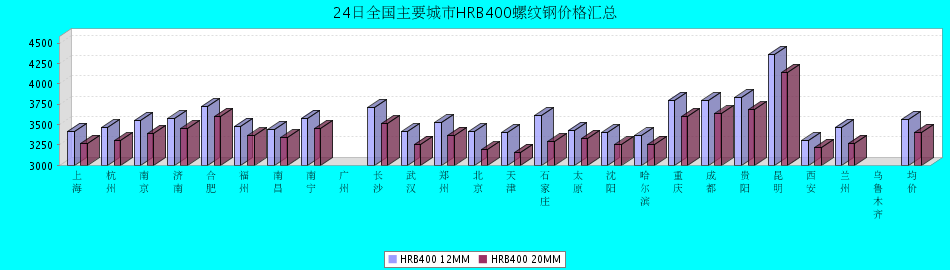 24日全国主要城市HRB400螺纹钢价格汇总
4500
4250
4000
3750
3500
3250
3000
上海 杭州 南京 济南 合肥 福州 南昌 南宁 广州 长沙 武汉 郑州 北京 天津 石家庄 太原 沈阳 哈尔滨 重庆 成都 贵阳 昆明 西安 兰州 乌鲁木齐 均价
HRB400 12MM HRB400 20MM